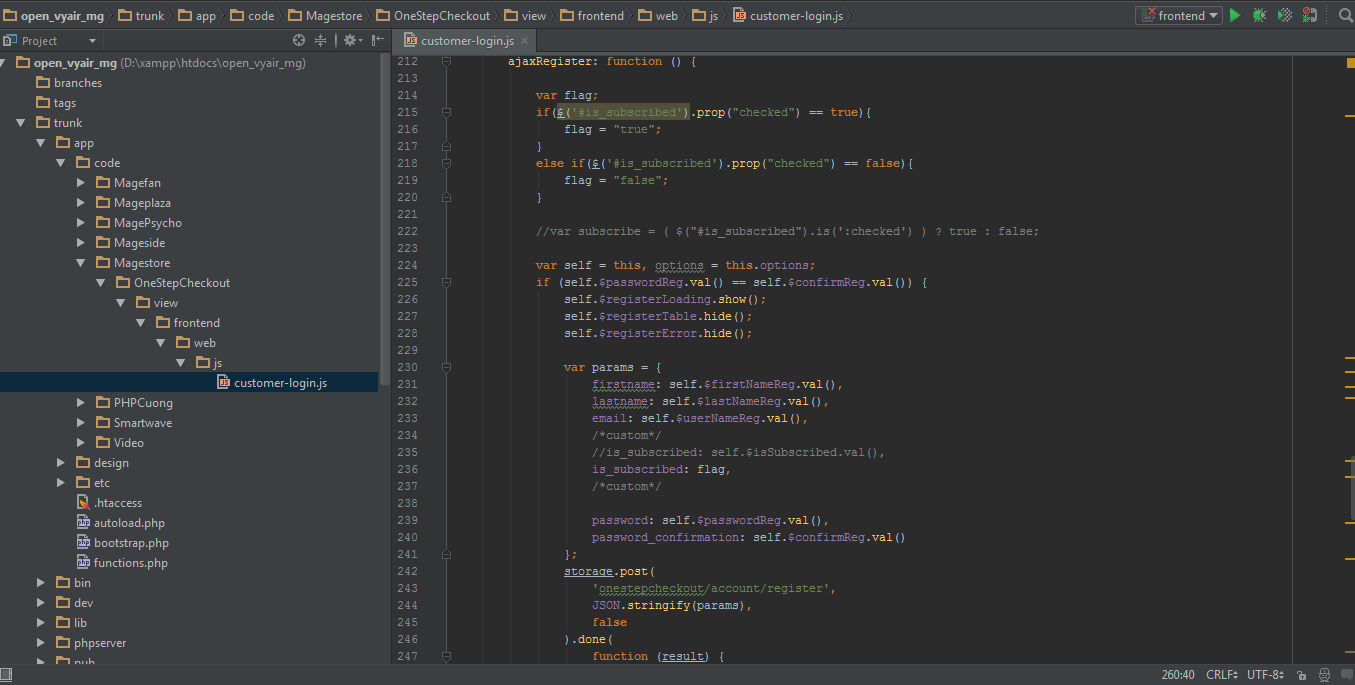 open_vyair_mg trunk app code Magestore OneStepCheckout view frontend web js customer-login.js frontend
Project customer-login.js
open_vyair_mg (D:\xampp\htdocs\open_vyair_mg)
branches
tags
trunk
app
code
Magefan
Mageplaza
MagePsycho
Mageside
Magestore
OneStepCheckout
view
frontend
web
js
customer-login.js
PHPCuong
Smartwave
Video
design
etc
.htaccess
autoload.php
bootstrap.php
functions.php
bin
dev
lib
phpserver
pub
212 ajaxRegister: function () {
213
214 var flag;
215 if($('#is_subscribed').prop("checked") == true){
216 flag = "true";
217 }
218 else if($('#is_subscribed').prop("checked") == false){
219 flag = "false";
220 }
221
222 //var subscribe = ( $("#is_subscribed").is(':checked') ) ? true : false;
223
224 var self = this, options = this.options;
225 if (self.$passwordReg.val() == self.$confirmReg.val()) {
226 self.$registerLoading.show();
227 self.$registerTable.hide();
228 self.$registerError.hide();
229
230 var params = {
231 firstname: self.$firstNameReg.val(),
232 lastname: self.$lastNameReg.val(),
233 email: self.$userNameReg.val(),
234 /*custom*/
235 //is_subscribed: self.$isSubscribed.val(),
236 is_subscribed: flag,
237 /*custom*/
238
239 password: self.$passwordReg.val(),
240 password_confirmation: self.$confirmReg.val()
241 };
242 storage.post(
243 'onestepcheckout/account/register',
244 JSON.stringify(params),
245 false
246 ).done(
247 function (result) {
260:40 CRLF UTF-8